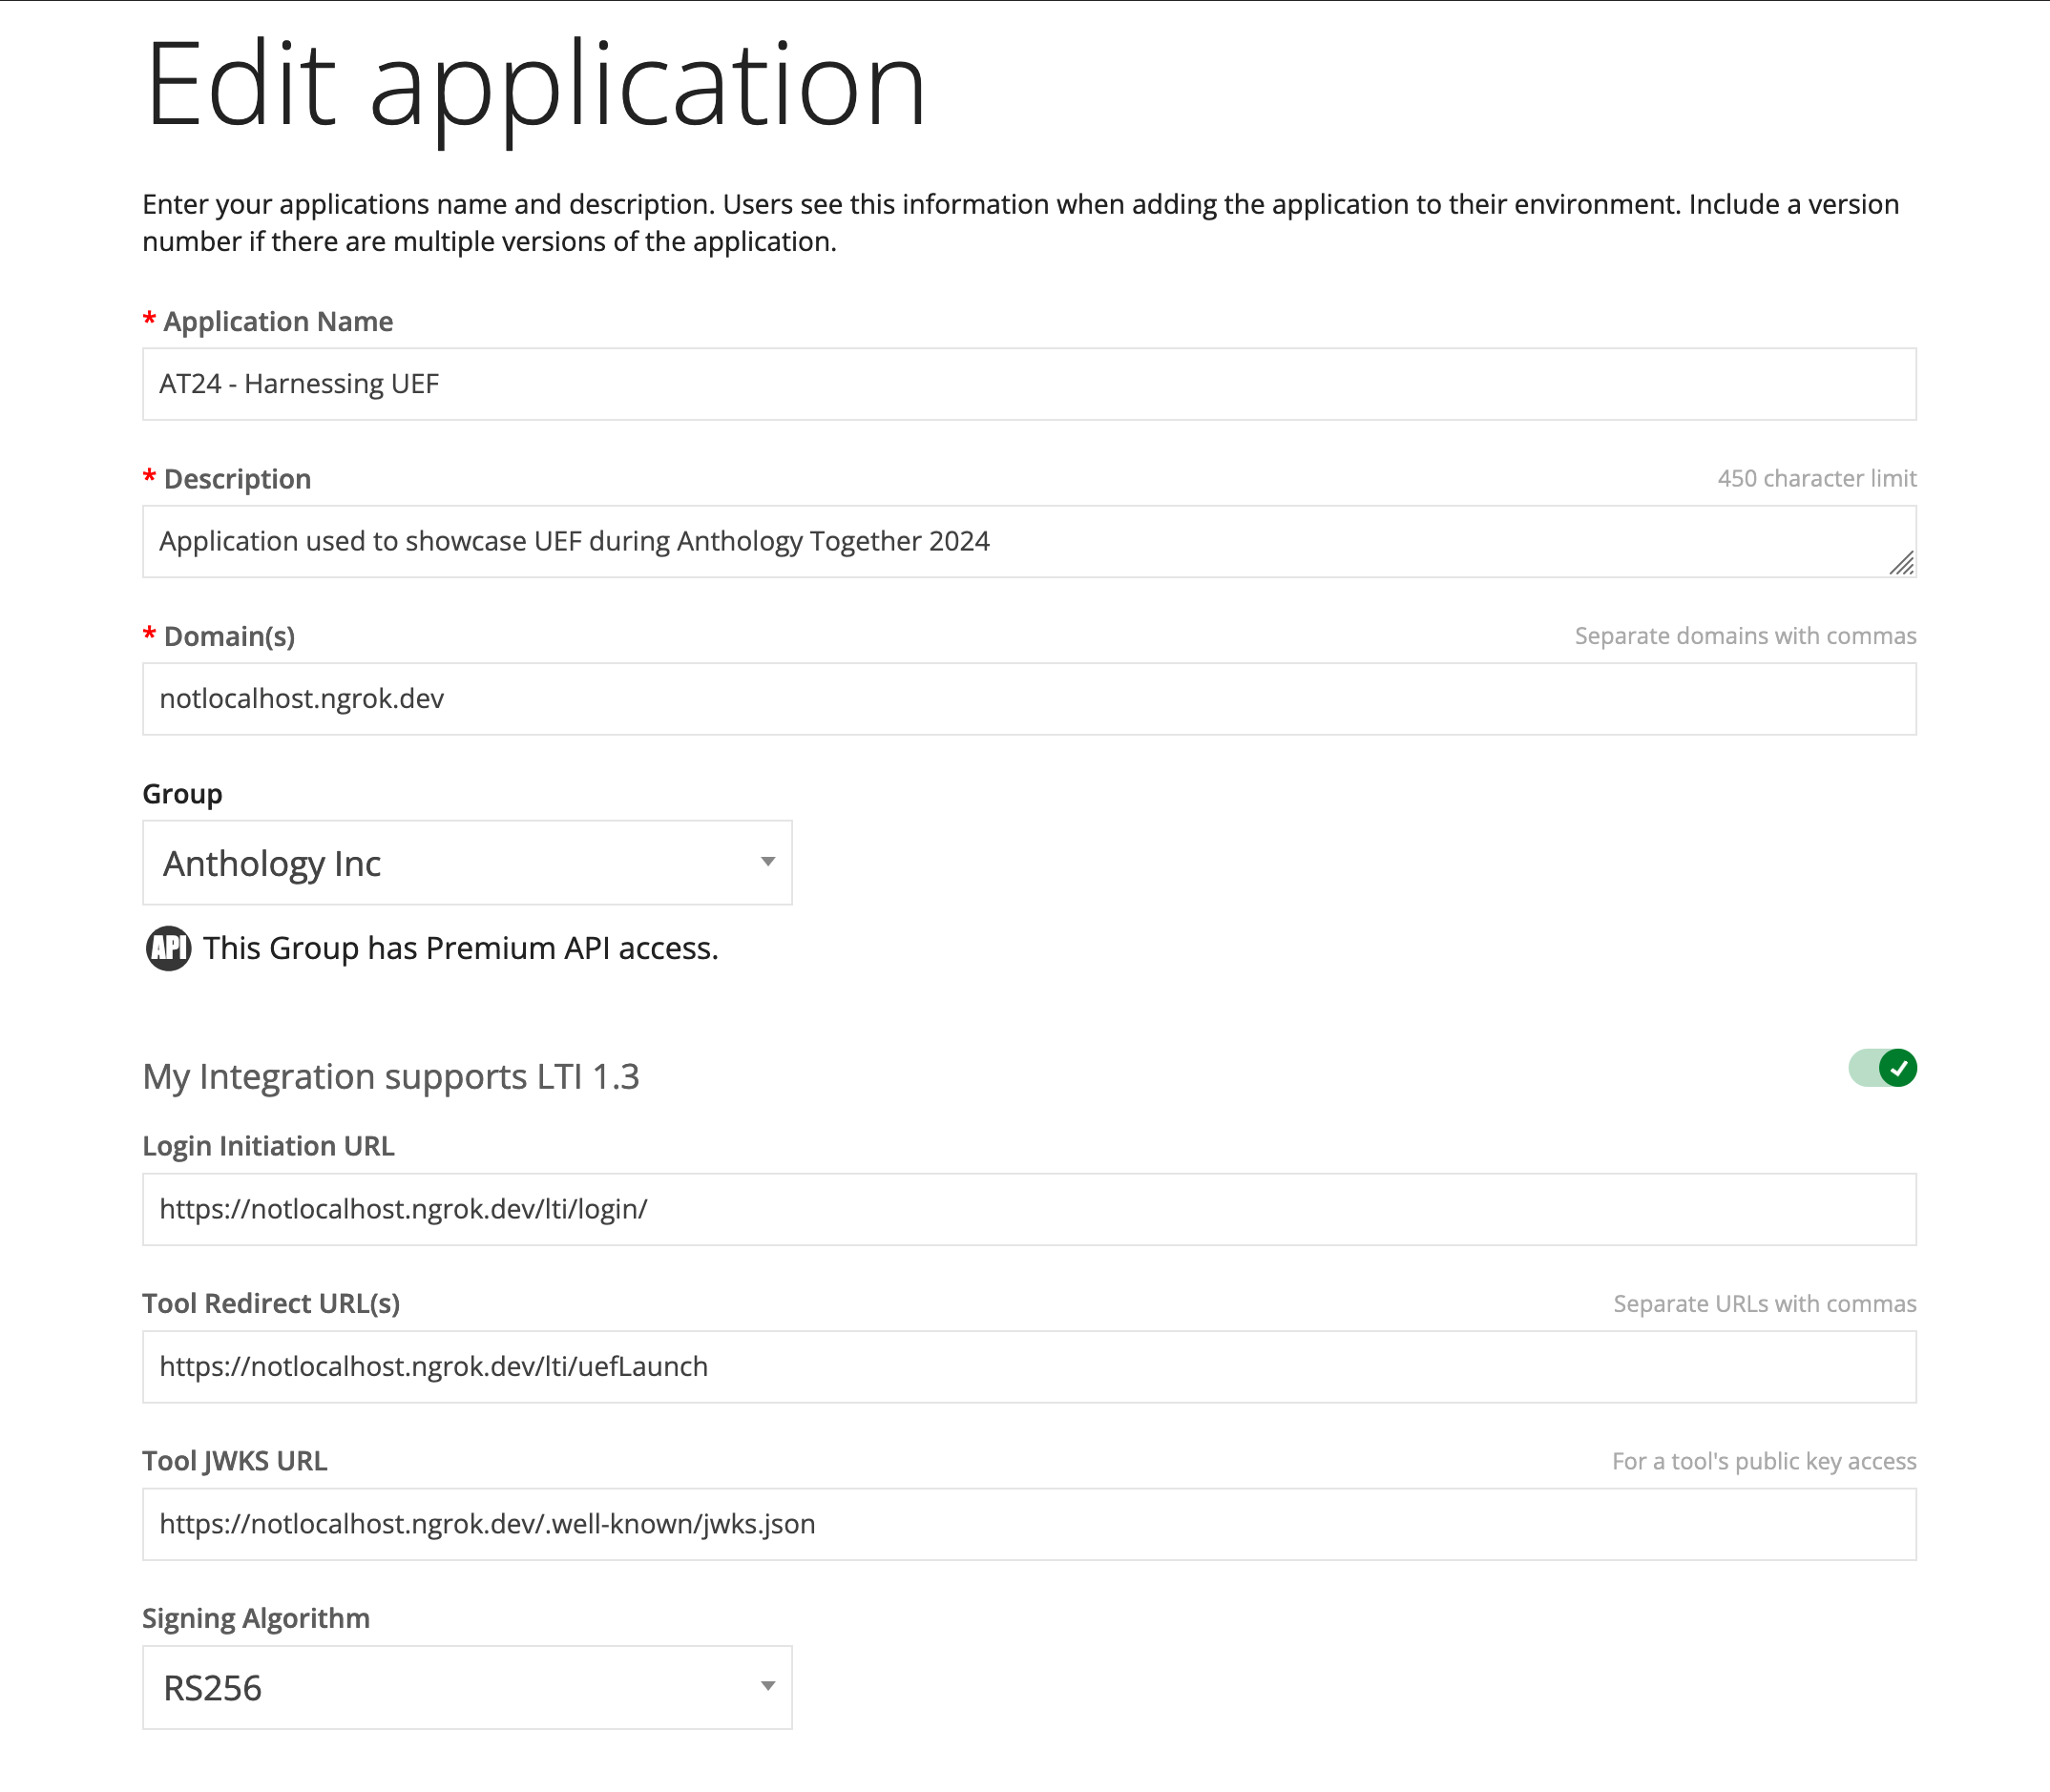 Edit application
Enter your applications name and description. Users see this information when adding the application to their environment. Include a version
number if there are multiple versions of the application.
* Application Name
AT24 - Harnessing UEF
* Description
450 character limit
Application used to showcase UEF during Anthology Together 2024
* Domain(s)
Separate domains with commas
notlocalhost.ngrok.dev
Group
Anthology Inc
API This Group has Premium API access.
My Integration supports LTI 1.3
Login Initiation URL
https://notlocalhost.ngrok.dev/lti/login/
Tool Redirect URL(s)
Separate URLs with commas
https://notlocalhost.ngrok.dev/lti/uefLaunch
Tool JWKS URL
For a tool's public key access
https://notlocalhost.ngrok.dev/.well-known/jwks.json
Signing Algorithm
RS256